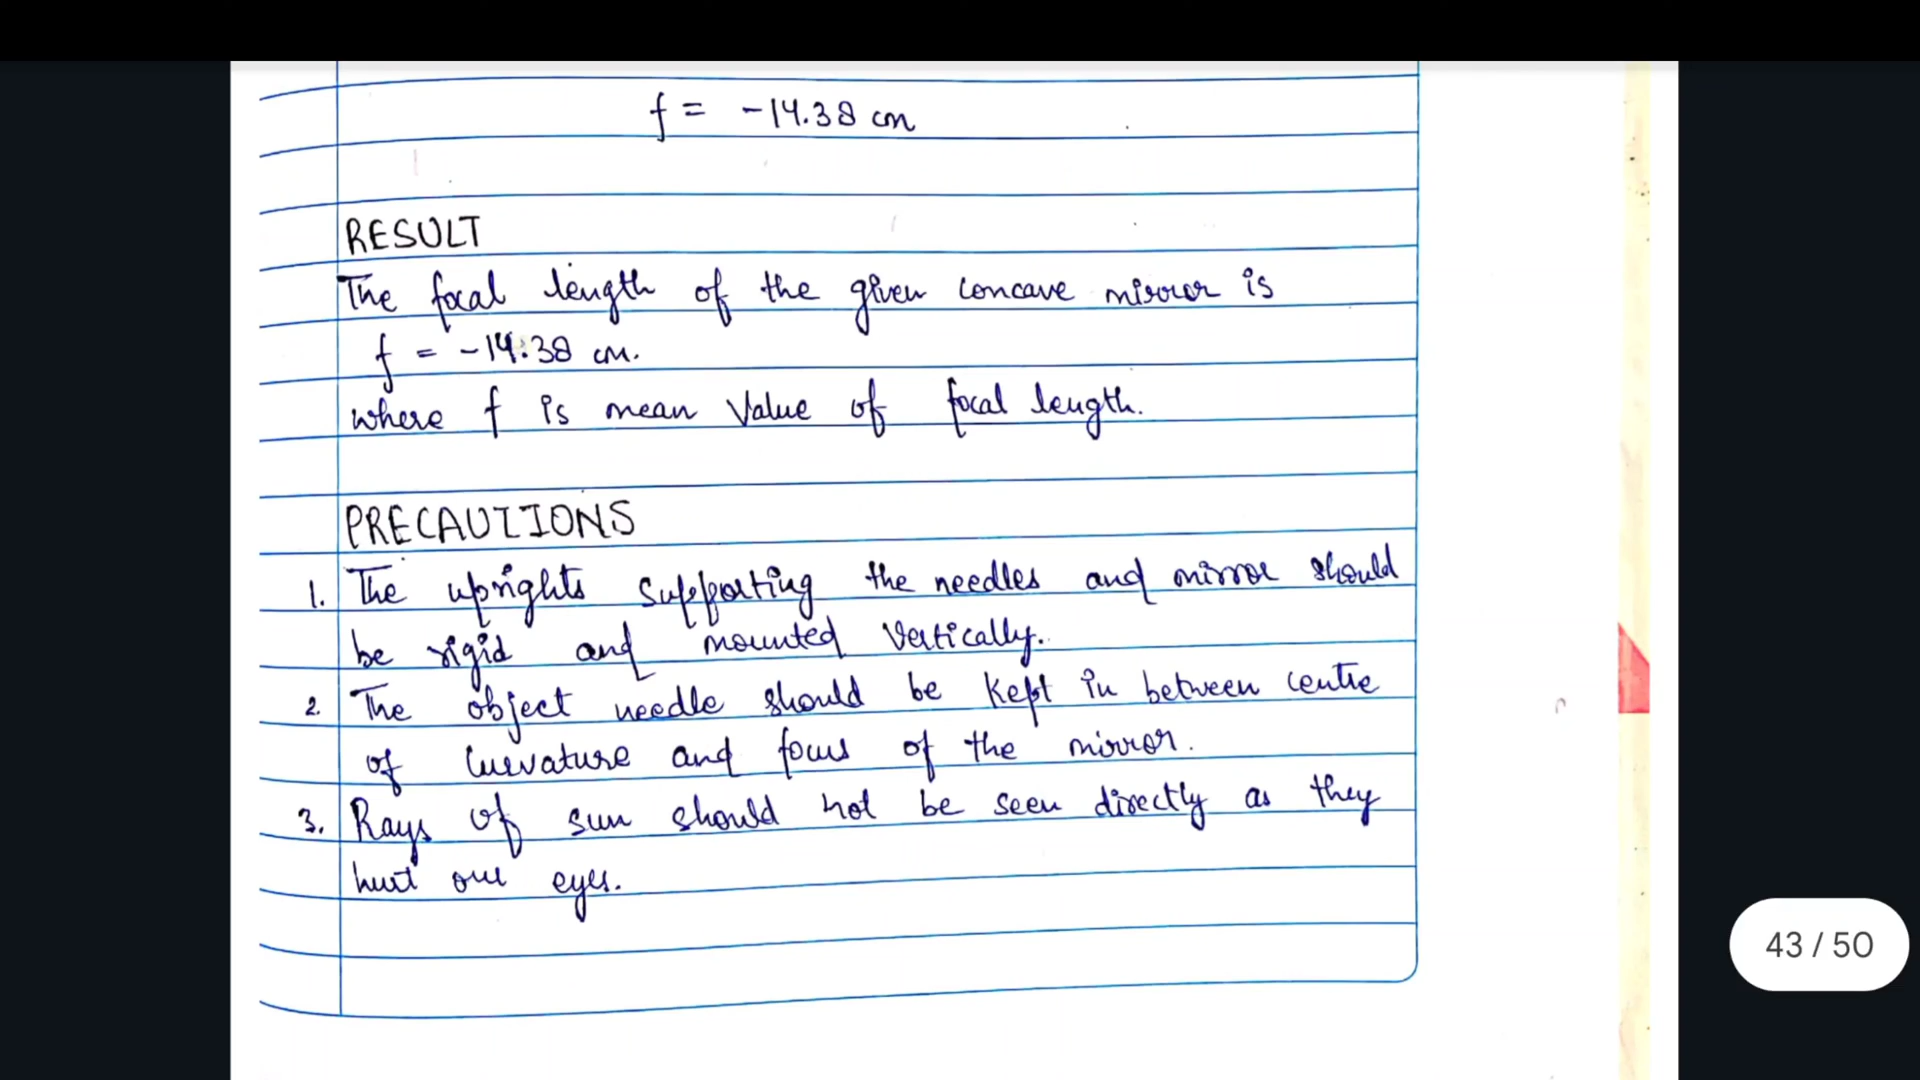 f = -14.38 cm
RESULT
The focal length of the given concave mirror is
f = -14.38 cm.
where f is mean value of focal length.
PRECAUTIONS
1. The uprights supporting the needles and mirror should
be rigid and mounted vertically.
2. The object needle should be kept in between centre
of curvature and focus of the mirror.
3. Rays of sun should not be seen directly as they
hurt our eyes.
43 / 50